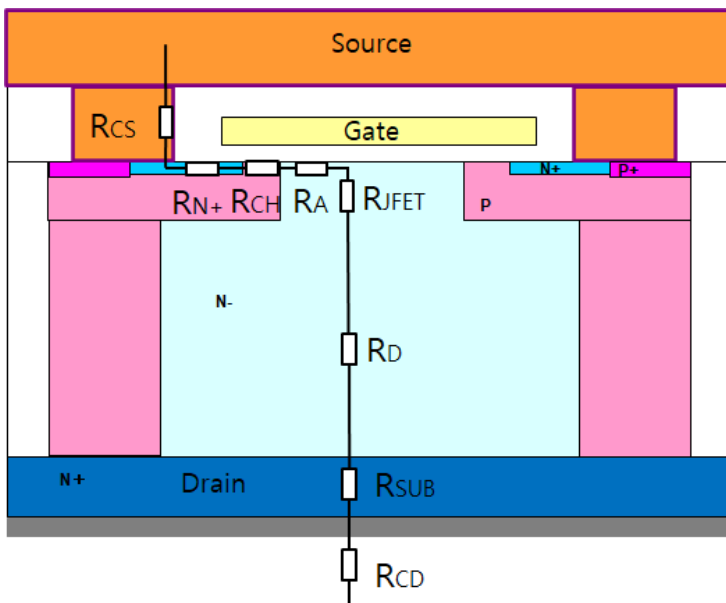 Source
RCS
Gate
N+
P+
RN+ RCH RA RJFET
P
N-
RD
N+
Drain
RSUB
RCD